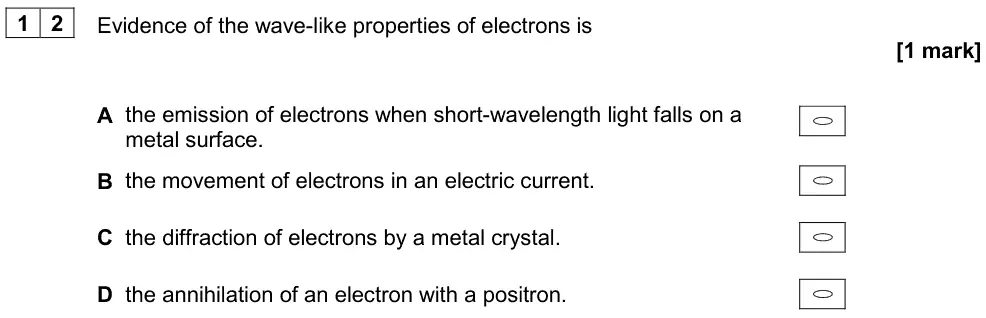 1 2 Evidence of the wave-like properties of electrons is
[1 mark]
A the emission of electrons when short-wavelength light falls on a
metal surface.
B the movement of electrons in an electric current.
C the diffraction of electrons by a metal crystal.
D the annihilation of an electron with a positron.